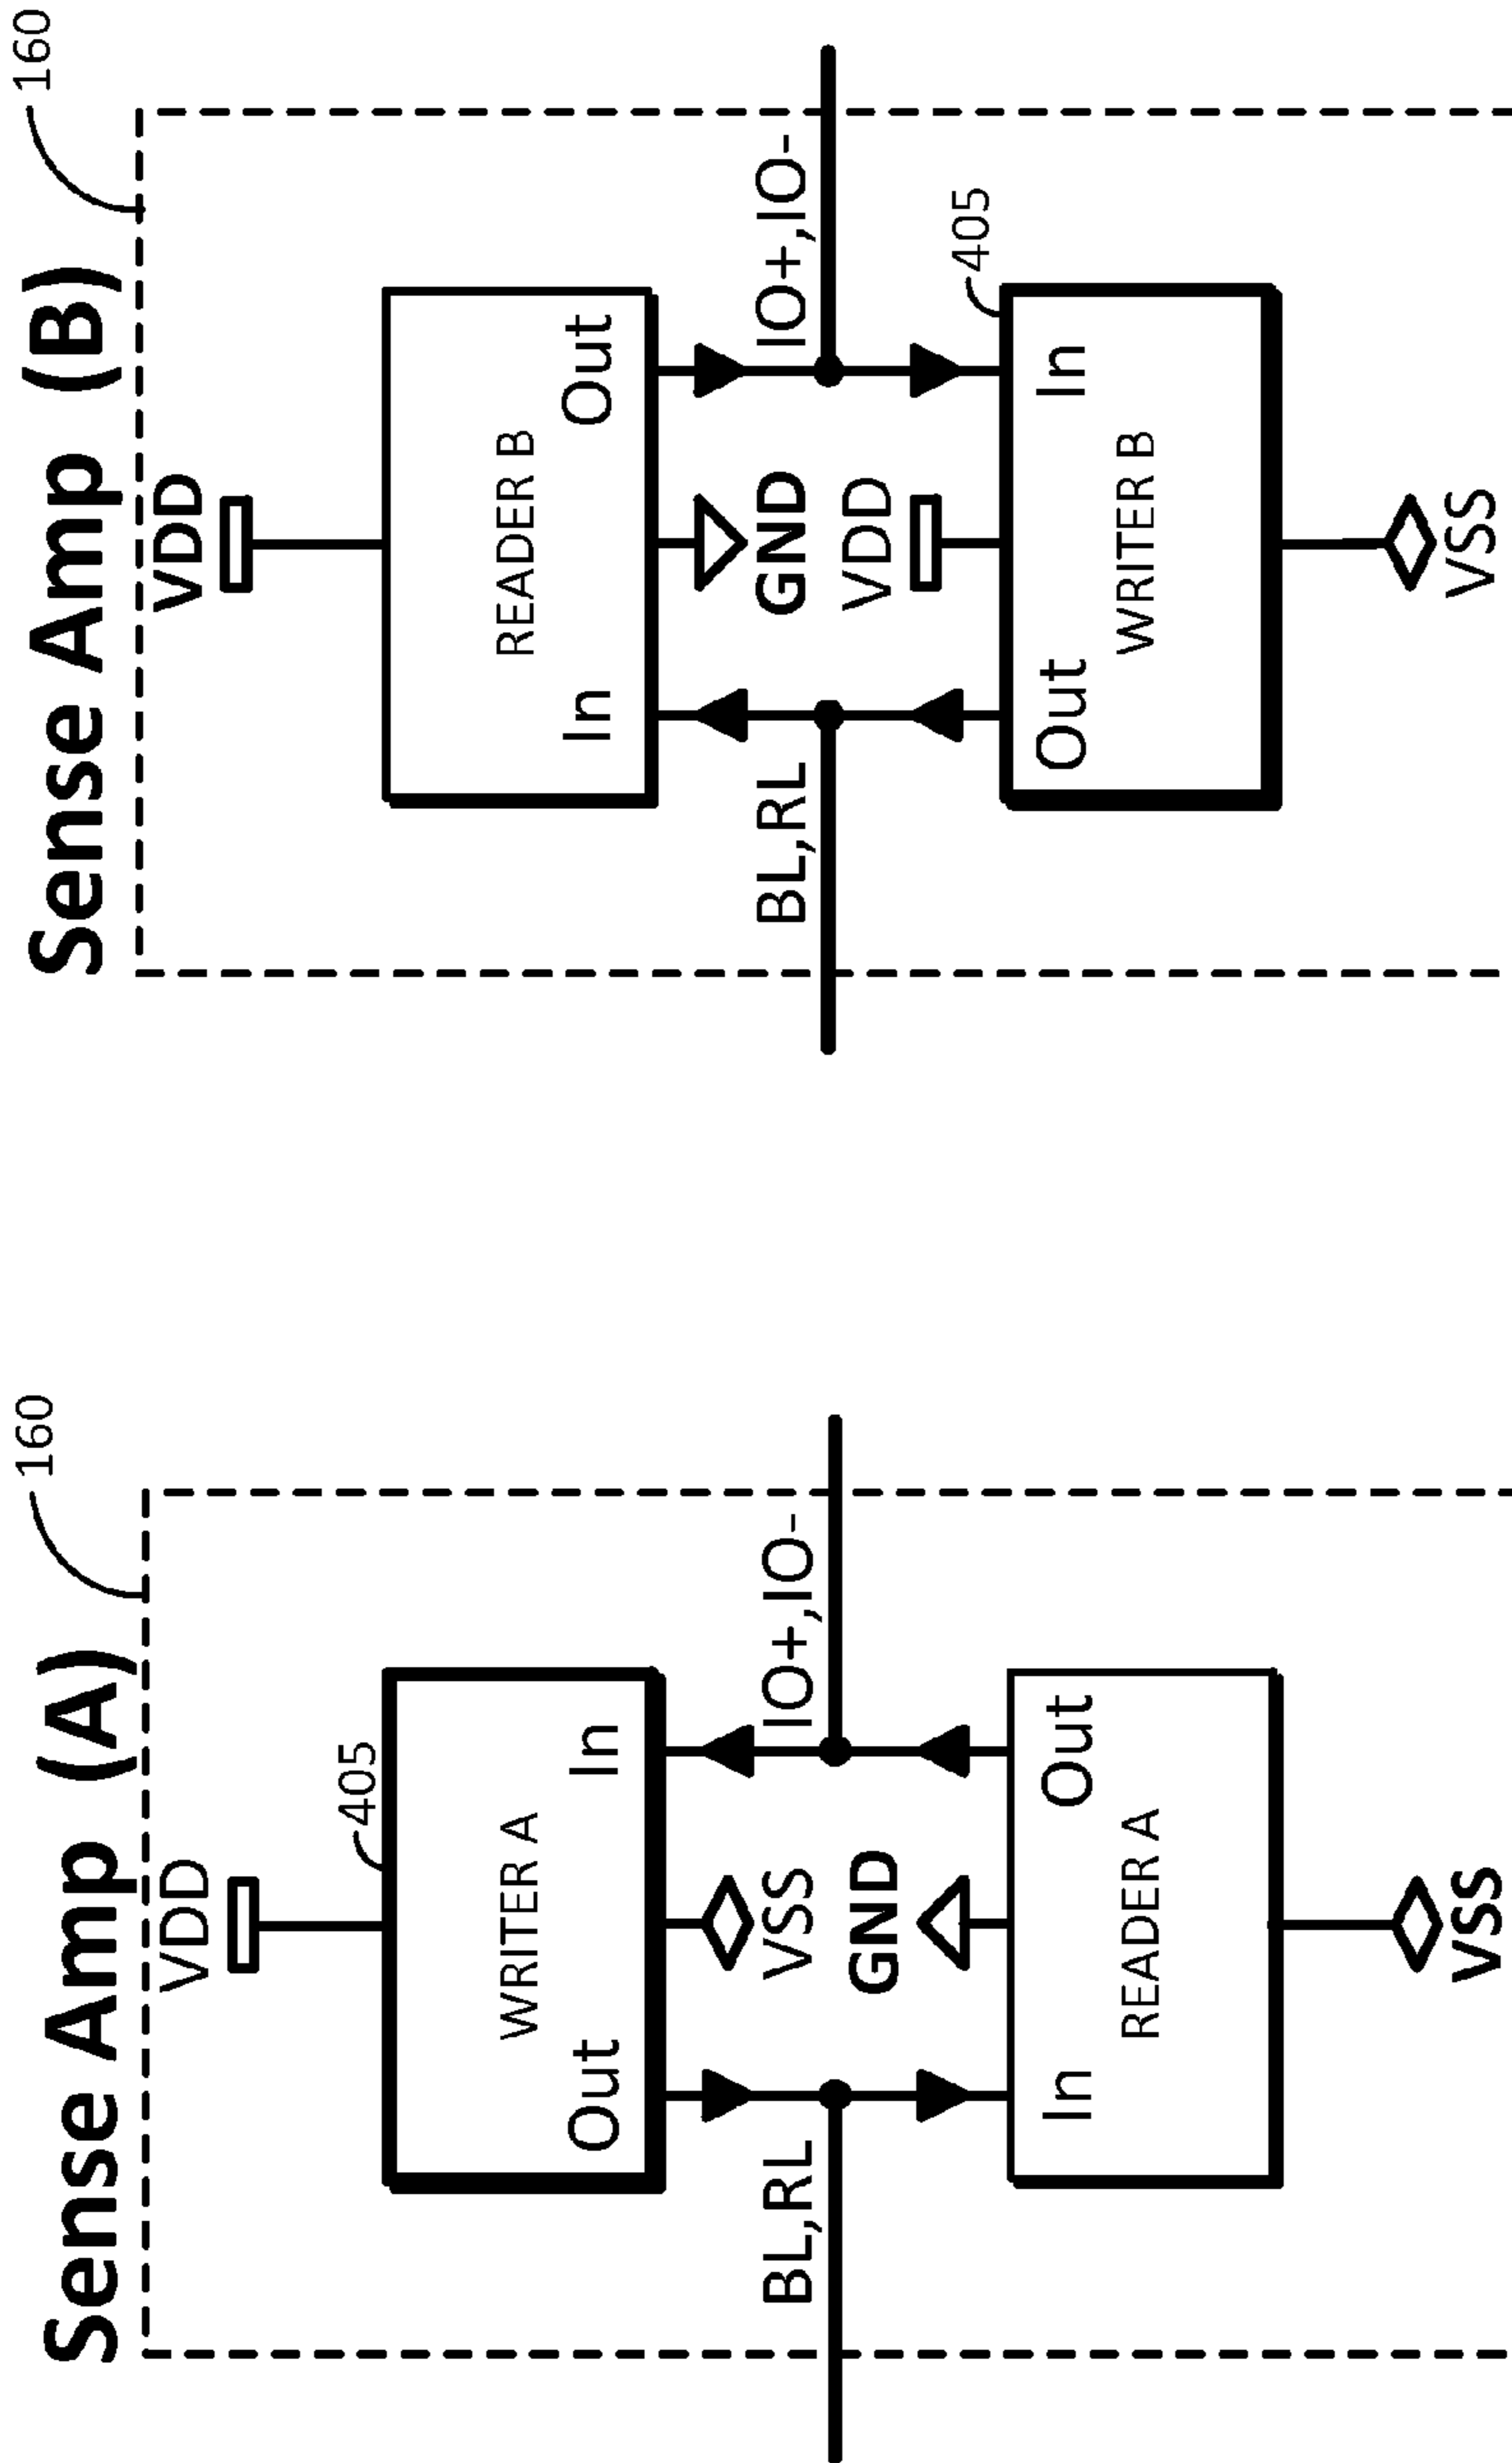 Sense Amp (A)
160
VDD
405
WRITER A
Out
In
BL,RL
VSS
IO+,IO-
GND
In
Out
READER A
VSS
Sense Amp (B)
160
VDD
READER B
In
Out
BL,RL
GND
IO+,IO-
VDD
405
Out
In
WRITER B
VSS